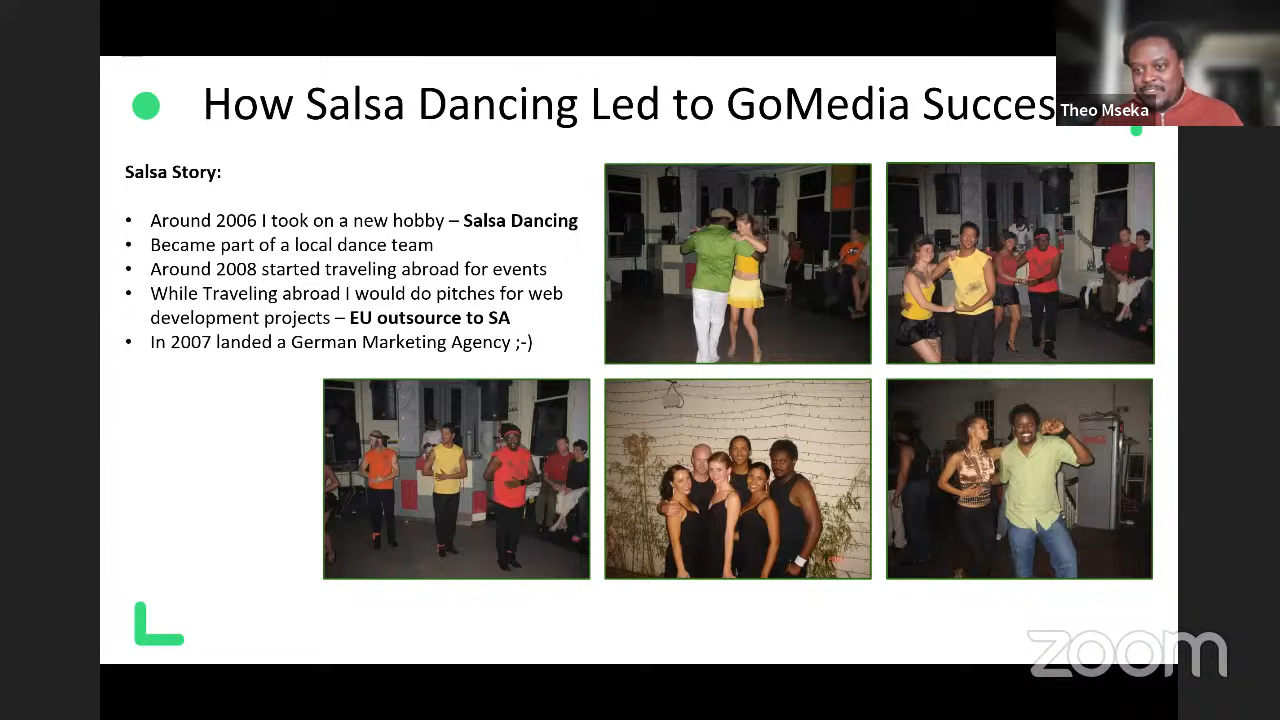 How Salsa Dancing Led to GoMedia Succes
Theo Mseka
Salsa Story:
• Around 2006 I took on a new hobby – Salsa Dancing
• Became part of a local dance team
• Around 2008 started traveling abroad for events
• While Traveling abroad I would do pitches for web
development projects – EU outsource to SA
• In 2007 landed a German Marketing Agency ;-)
zoom